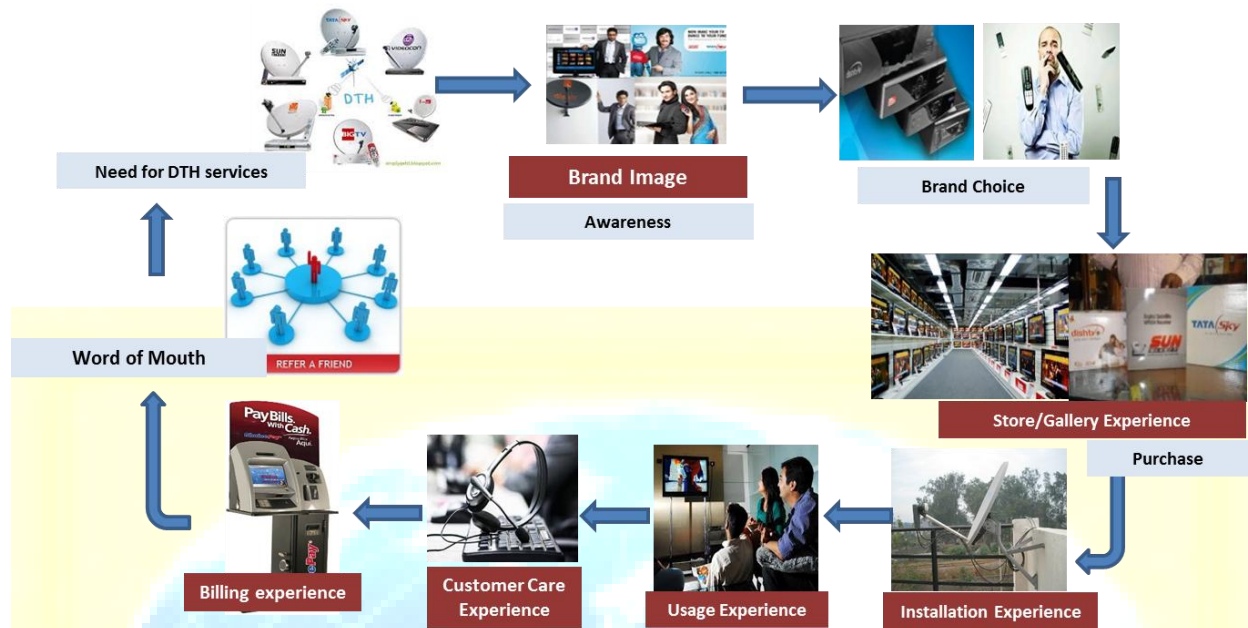 TATA Sky
SUN
VIDEOCON
DTH
BIGTV
Need for DTH services
Brand Image
Awareness
Brand Choice
dishtv
SUN
TATA Sky
Store/Gallery Experience
Purchase
REFER A FRIEND
Word of Mouth
Pay Bills.
With Cash.
Aqui.
Billing experience
Customer Care
Experience
Usage Experience
Installation Experience